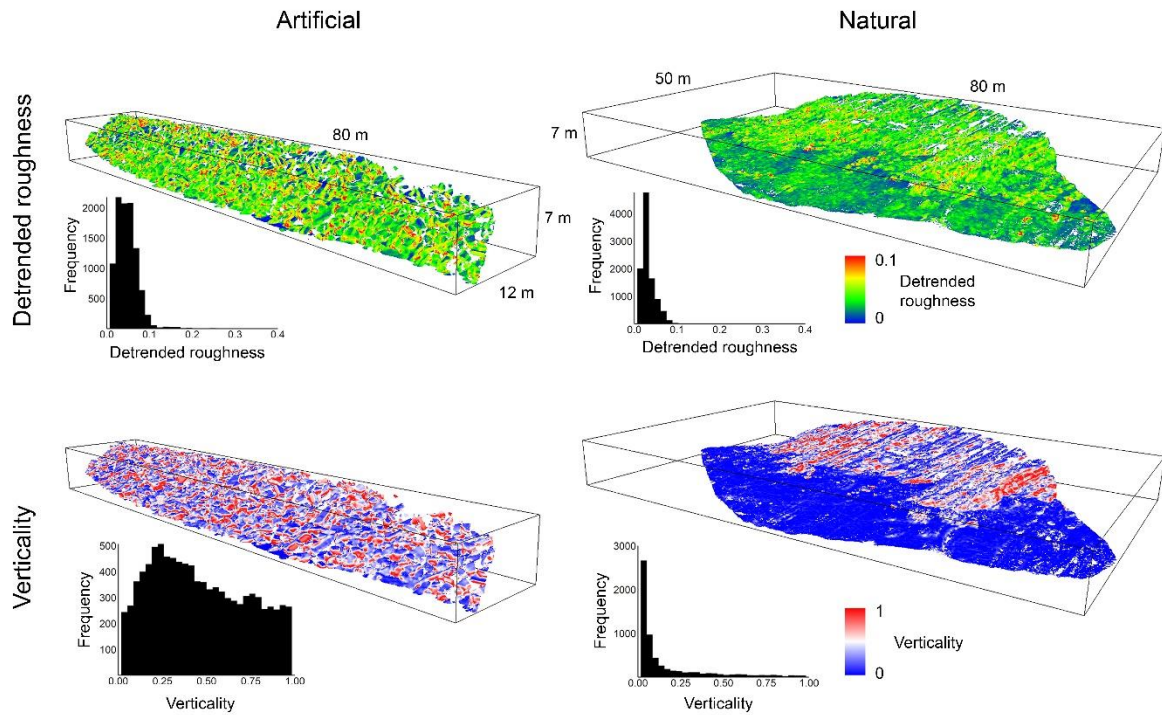 Artificial
Natural
Detrended roughness
80 m
7 m
12 m
2000
1500
1000
500
Frequency
0.0 0.1 0.2 0.3 0.4
Detrended roughness
50 m
80 m
7 m
4000
3000
2000
1000
Frequency
0.0 0.1 0.2 0.3 0.4
Detrended roughness
0.1
Detrended
roughness
0
Verticality
500
400
300
200
100
Frequency
0.00 0.25 0.50 0.75 1.00
Verticality
3000
2000
1000
Frequency
0.00 0.25 0.50 0.75 1.00
Verticality
1
Verticality
0